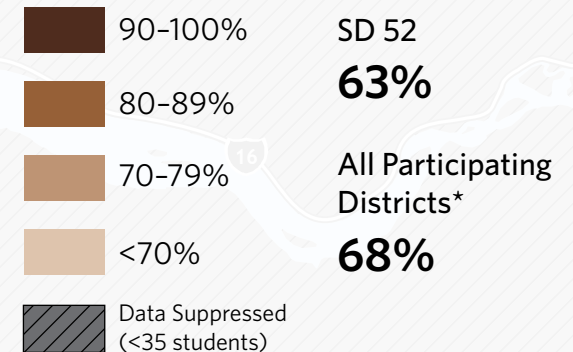 90–100%
80–89%
70–79%
<70%
Data Suppressed
(<35 students)
16
SD 52
63%
All Participating
Districts*
68%